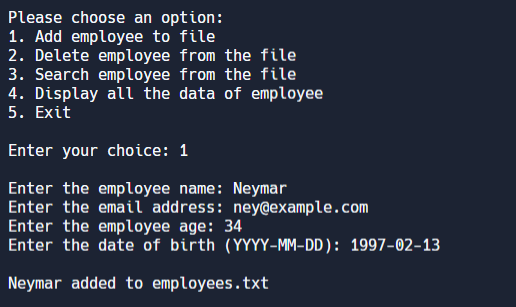 Please choose an option:
1. Add employee to file
2. Delete employee from the file
3. Search employee from the file
4. Display all the data of employee
5. Exit
Enter your choice: 1
Enter the employee name: Neymar
Enter the email address: ney@example.com
Enter the employee age: 34
Enter the date of birth (YYYY-MM-DD): 1997-02-13
Neymar added to employees.txt